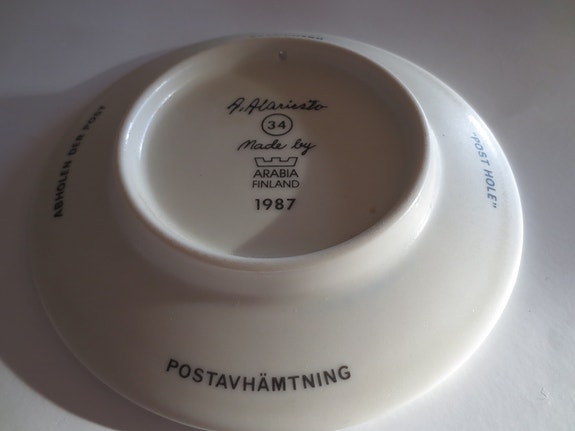 A. Alariesto
34
Made by
ARABIA
FINLAND
1987
ABHOLEN DER POST
"POST HOLE"
POSTAVHÄMTNING